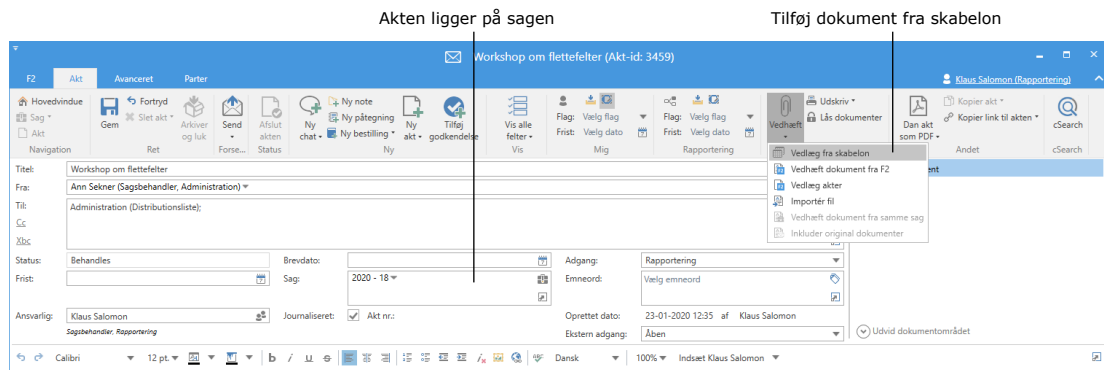 Akten ligger på sagen Tilføj dokument fra skabelon
Workshop om flettefelter (Akt-id: 3459)
F2 Akt Avanceret Parter Klaus Salomon (Rapportering)
Hovedvindue
Sag
Akt
Navigation
Gem
Fortryd
Slet akt
Arkiver og luk
Ret
Send
Forse...
Afslut akten
Status
Ny chat
Ny note
Ny påtegning
Ny bestilling
Ny akt
Tilføj godkendelse
Ny
Vis alle felter
Vis
Flag: Vælg flag
Frist: Vælg dato
Mig
Flag: Vælg flag
Frist: Vælg dato
Rapportering
Vedhæft
Udskriv
Lås dokumenter
Dan akt som PDF
Kopier akt
Kopier link til akten
Andet
cSearch
cSearch
Vedlæg fra skabelon
Vedhæft dokument fra F2
Vedlæg akter
Importér fil
Vedhæft dokument fra samme sag
Inkluder original dokumenter
Titel: Workshop om flettefelter
Fra: Ann Sekner (Sagsbehandler, Administration)
Til: Administration (Distributionsliste);
Cc
Xbc
Status: Behandles Brevdato: Adgang: Rapportering
Frist: Sag: 2020 - 18 Emneord: Vælg emneord
Ansvarlig: Klaus Salomon Journaliseret: Akt nr.: Oprettet dato: 23-01-2020 12:35 af Klaus Salomon
Sagsbehandler, Rapportering Ekstern adgang: Åben
Udvid dokumentområdet
Calibri 12 pt. b i u Dansk 100% Indsæt Klaus Salomon